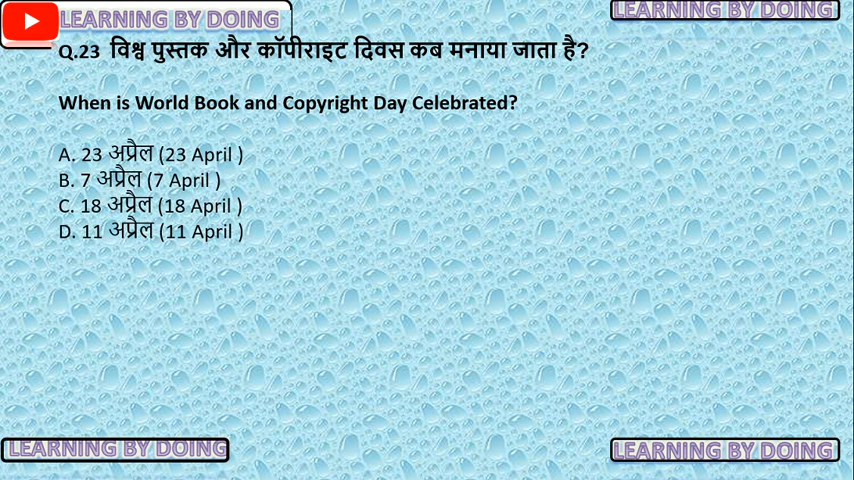 LEARNING BY DOING
LEARNING BY DOING
Q.23 विश्व पुस्तक और कॉपीराइट दिवस कब मनाया जाता है?
When is World Book and Copyright Day Celebrated?
A. 23 अप्रैल (23 April )
B. 7 अप्रैल (7 April )
C. 18 अप्रैल (18 April )
D. 11 अप्रैल (11 April )
LEARNING BY DOING
LEARNING BY DOING